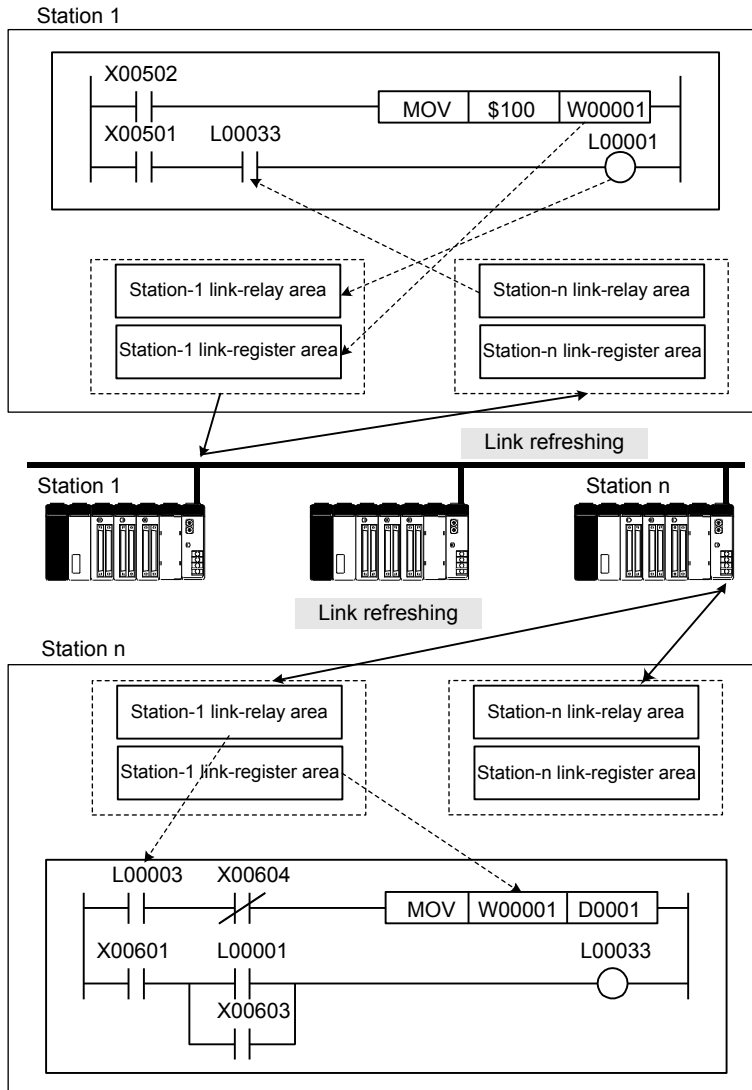 Station 1
X00502
MOV $100 W00001
X00501 L00033 L00001
Station-1 link-relay area
Station-n link-relay area
Station-1 link-register area
Station-n link-register area
Link refreshing
Station 1
Station n
Link refreshing
Station n
Station-1 link-relay area
Station-n link-relay area
Station-1 link-register area
Station-n link-register area
L00003 X00604
MOV W00001 D0001
X00601 L00001 L00033
X00603